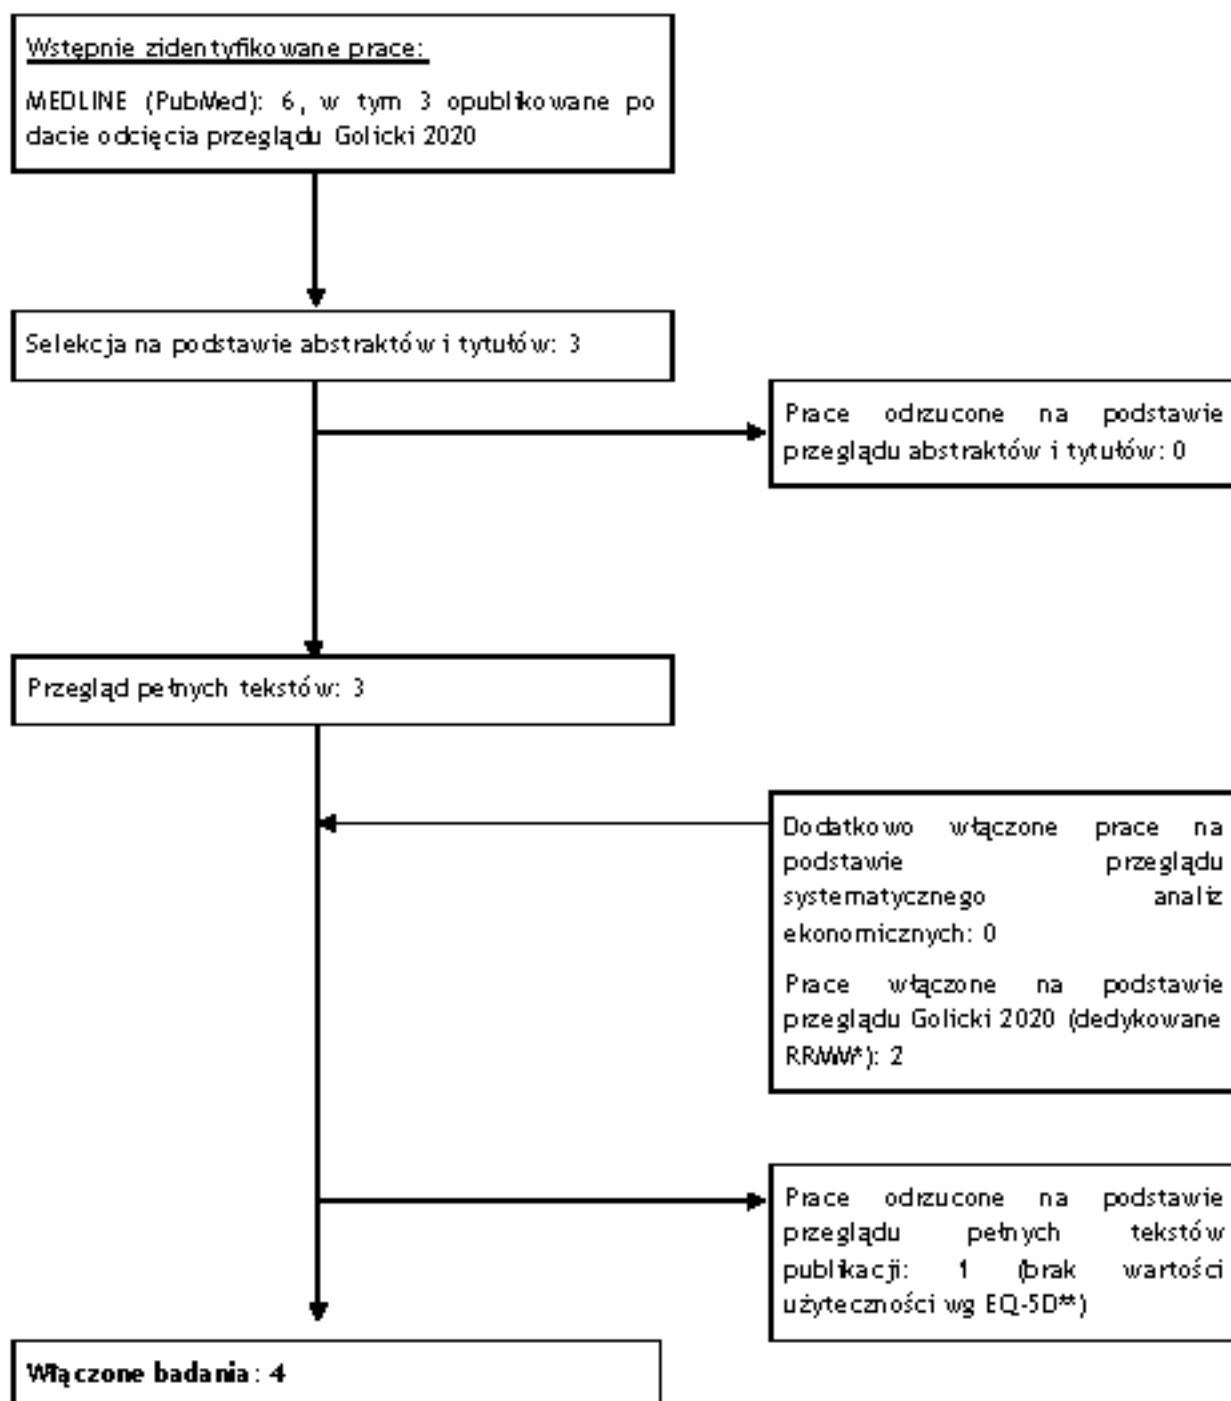 Wstępnie zidentyfikowane prace:
MEDLINE (PubMed): 6, w tym 3 opublikowane po
dacie odcięcia przeglądu Golicki 2020
Selekcja na podstawie abstraktów i tytułów: 3
Prace odrzucone na podstawie
przeglądu abstraktów i tytułów: 0
Przegląd pełnych tekstów: 3
Dodatkowo włączone prace na
podstawie przeglądu
systematycznego analiz
ekonomicznych: 0
Prace włączone na podstawie
przeglądu Golicki 2020 (dedykowane
RRMM*): 2
Prace odrzucone na podstawie
przeglądu pełnych tekstów
publikacji: 1 (brak wartości
użyteczności wg EQ-5D**)
Włączone badania: 4